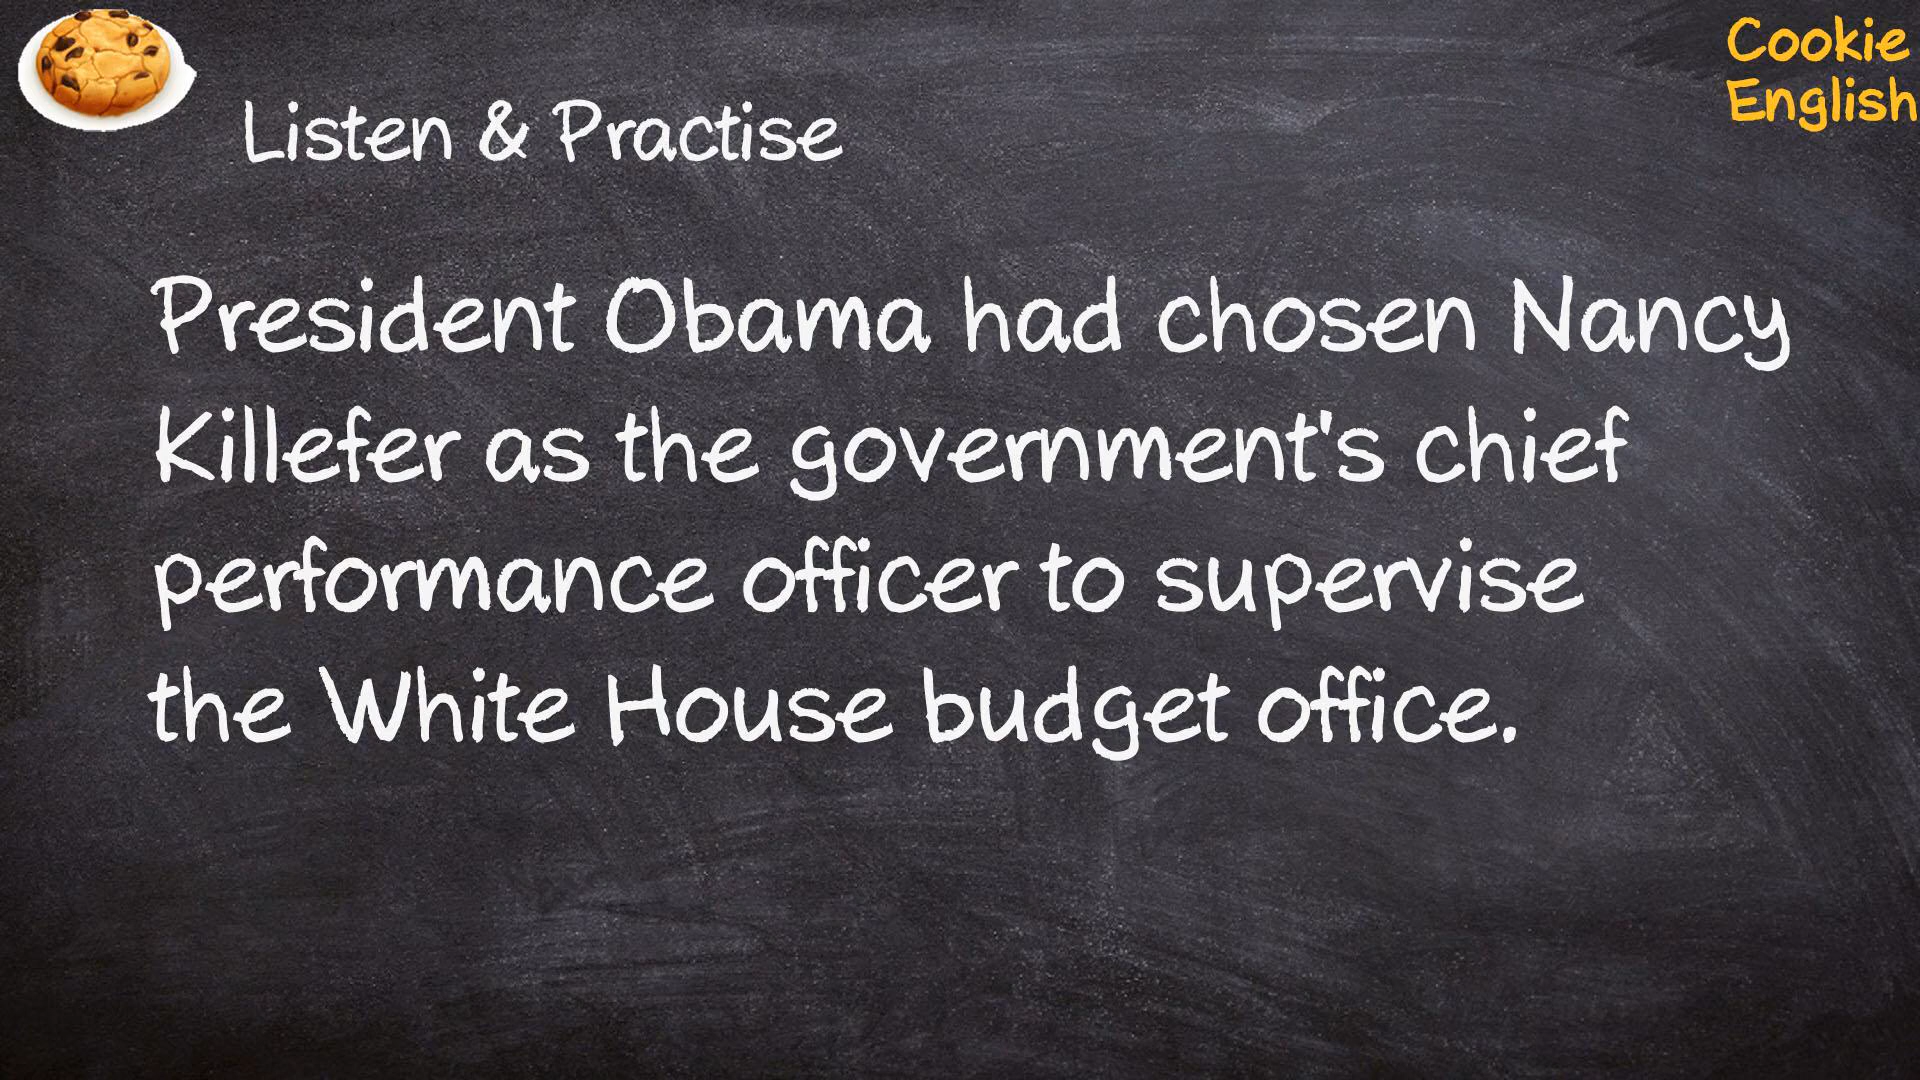 Cookie
English
Listen & Practise
President Obama had chosen Nancy
Killefer as the government's chief
performance officer to supervise
the White House budget office.